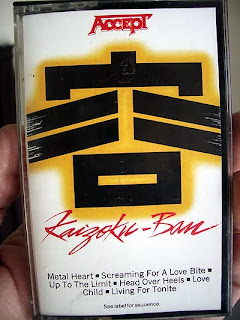 ACCEPT
Kaizoku-Ban
Metal Heart ■ Screaming For A Love Bite ■
Up To The Limit ■ Head Over Heels ■ Love
Child ■ Living For Tonite
See label for sequence.